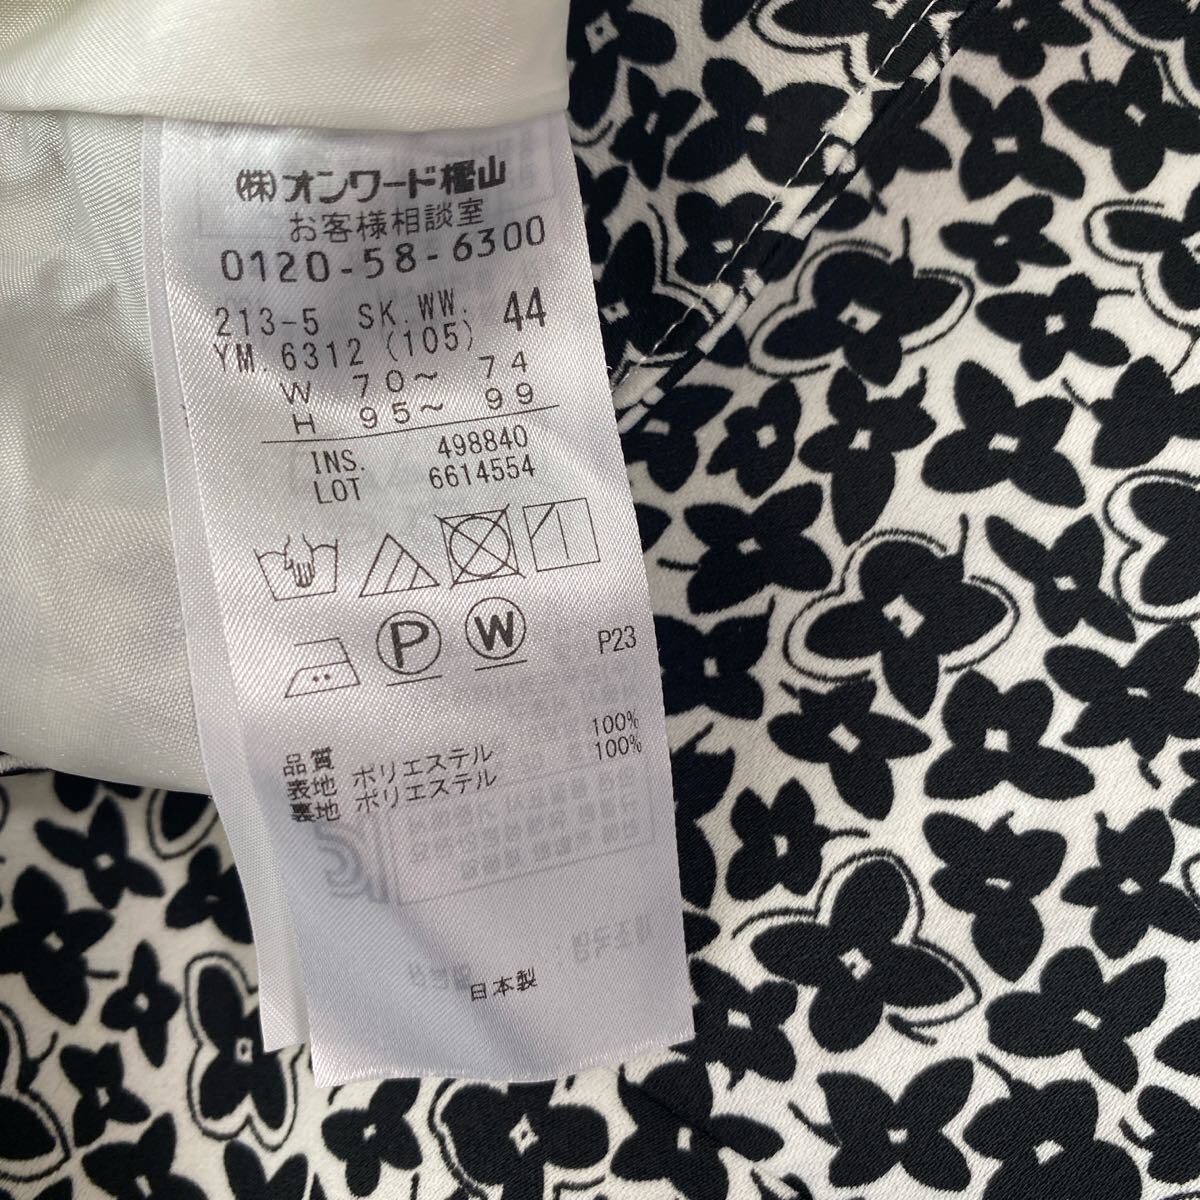 ㈱オンワード樫山
お客様相談室
0120-58-6300
213-5 SK.WW. 44
YM.6312 (105)
W 70〜 74
H 95〜 99
INS. 498840
LOT 6614554
P W P23
品質
表地 ポリエステル 100%
裏地 ポリエステル 100%
日本製